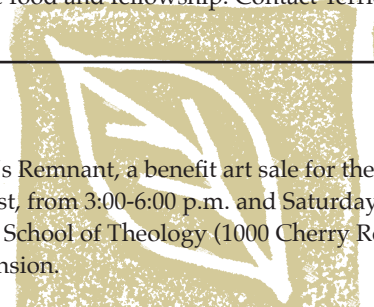 food and fellowship. Contact
's Remnant, a benefit art sale for the
st, from 3:00-6:00 p.m. and Saturday
School of Theology (1000 Cherry R
nsion.